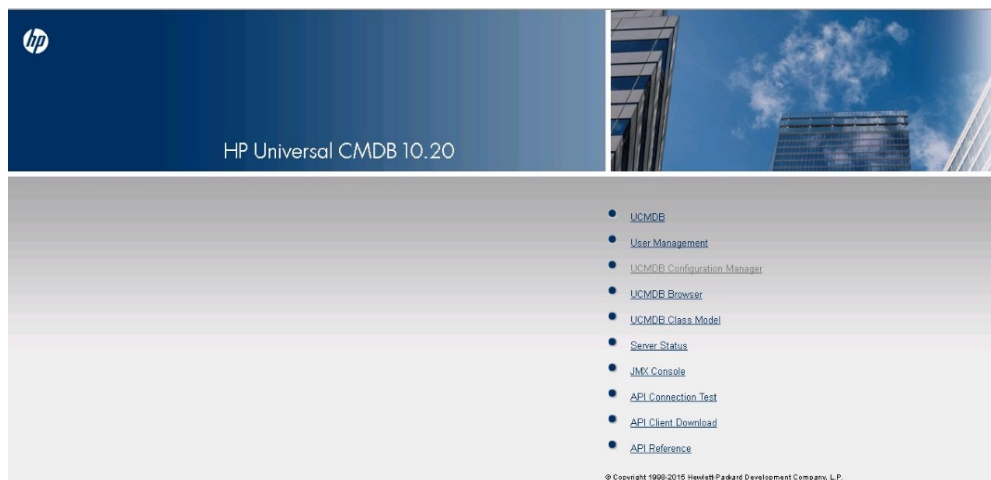 hp
HP Universal CMDB 10.20
UCMDB
User Management
UCMDB Configuration Manager
UCMDB Browser
UCMDB Class Model
Server Status
JMX Console
API Connection Test
API Client Download
API Reference
© Copyright 1998-2015 Hewlett-Packard Development Company, L.P.